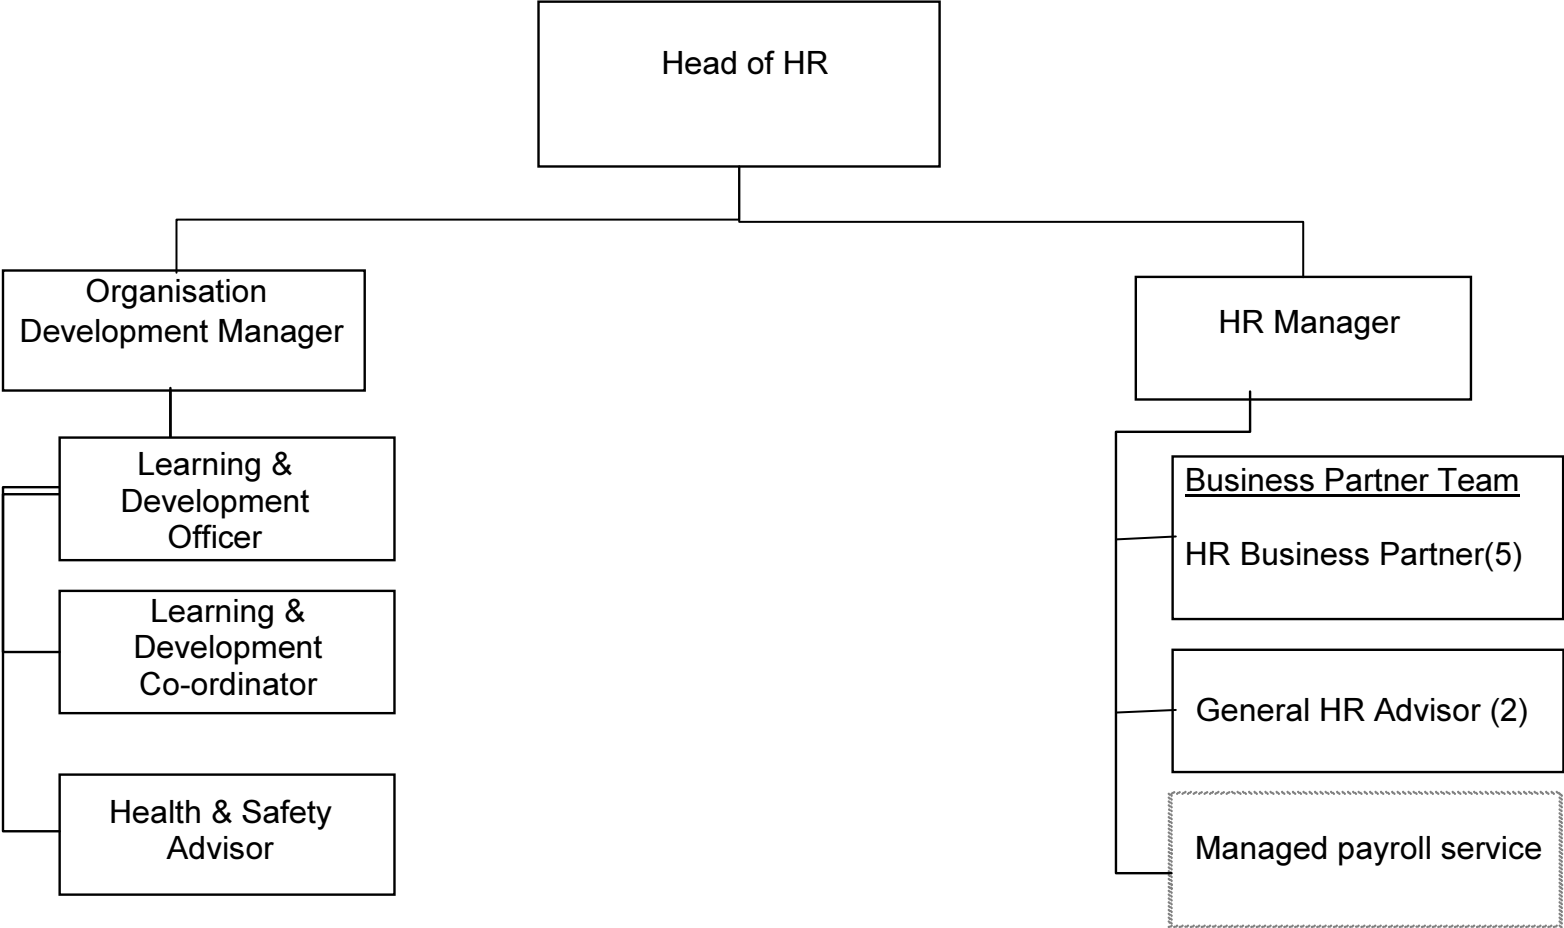 Head of HR
Organisation
Development Manager
HR Manager
Learning &
Development
Officer
Learning &
Development
Co-ordinator
Health & Safety
Advisor
Business Partner Team
HR Business Partner(5)
General HR Advisor (2)
Managed payroll service